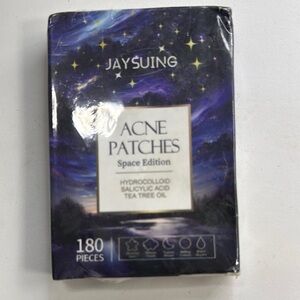 JAYSUING
ACNE
PATCHES
Space Edition
HYDROCOLLOID
SALICYLIC ACID
TEA TREE OIL
180
PIECES